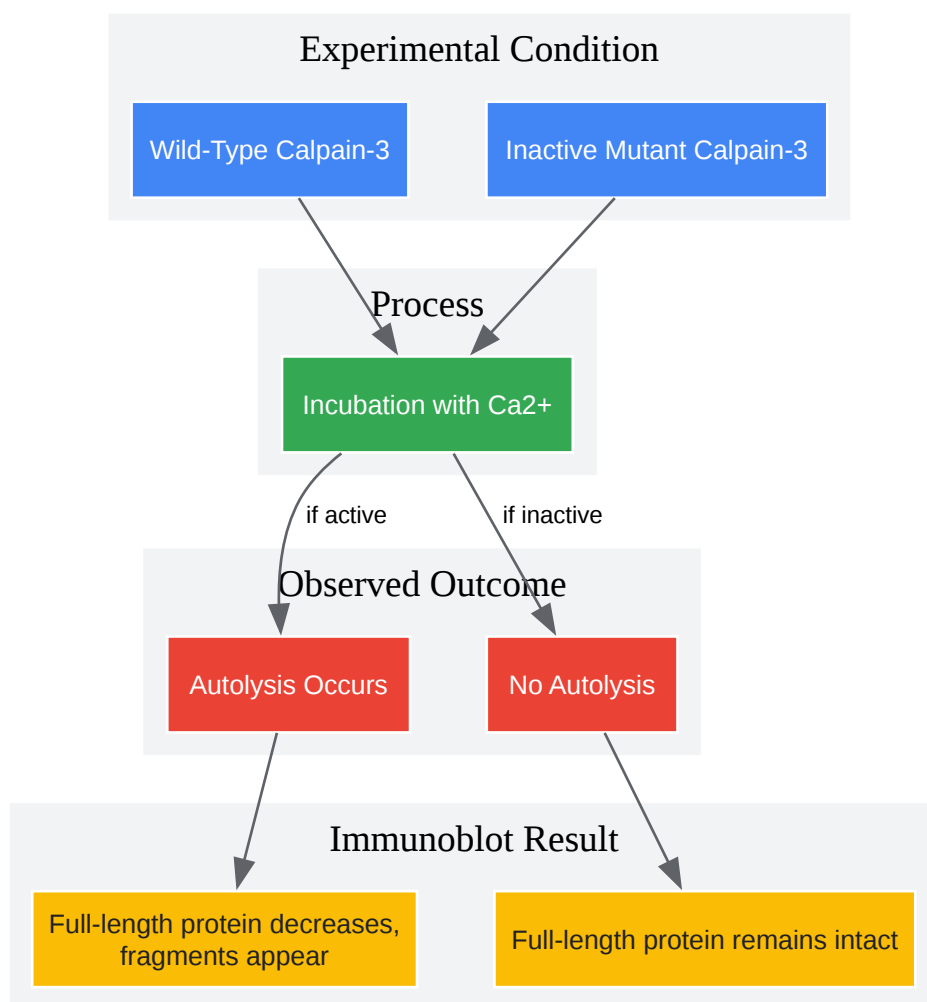 Experimental Condition
Wild-Type Calpain-3
Inactive Mutant Calpain-3
Process
Incubation with Ca2+
if active
if inactive
Observed Outcome
Autolysis Occurs
No Autolysis
Immunoblot Result
Full-length protein decreases,
fragments appear
Full-length protein remains intact